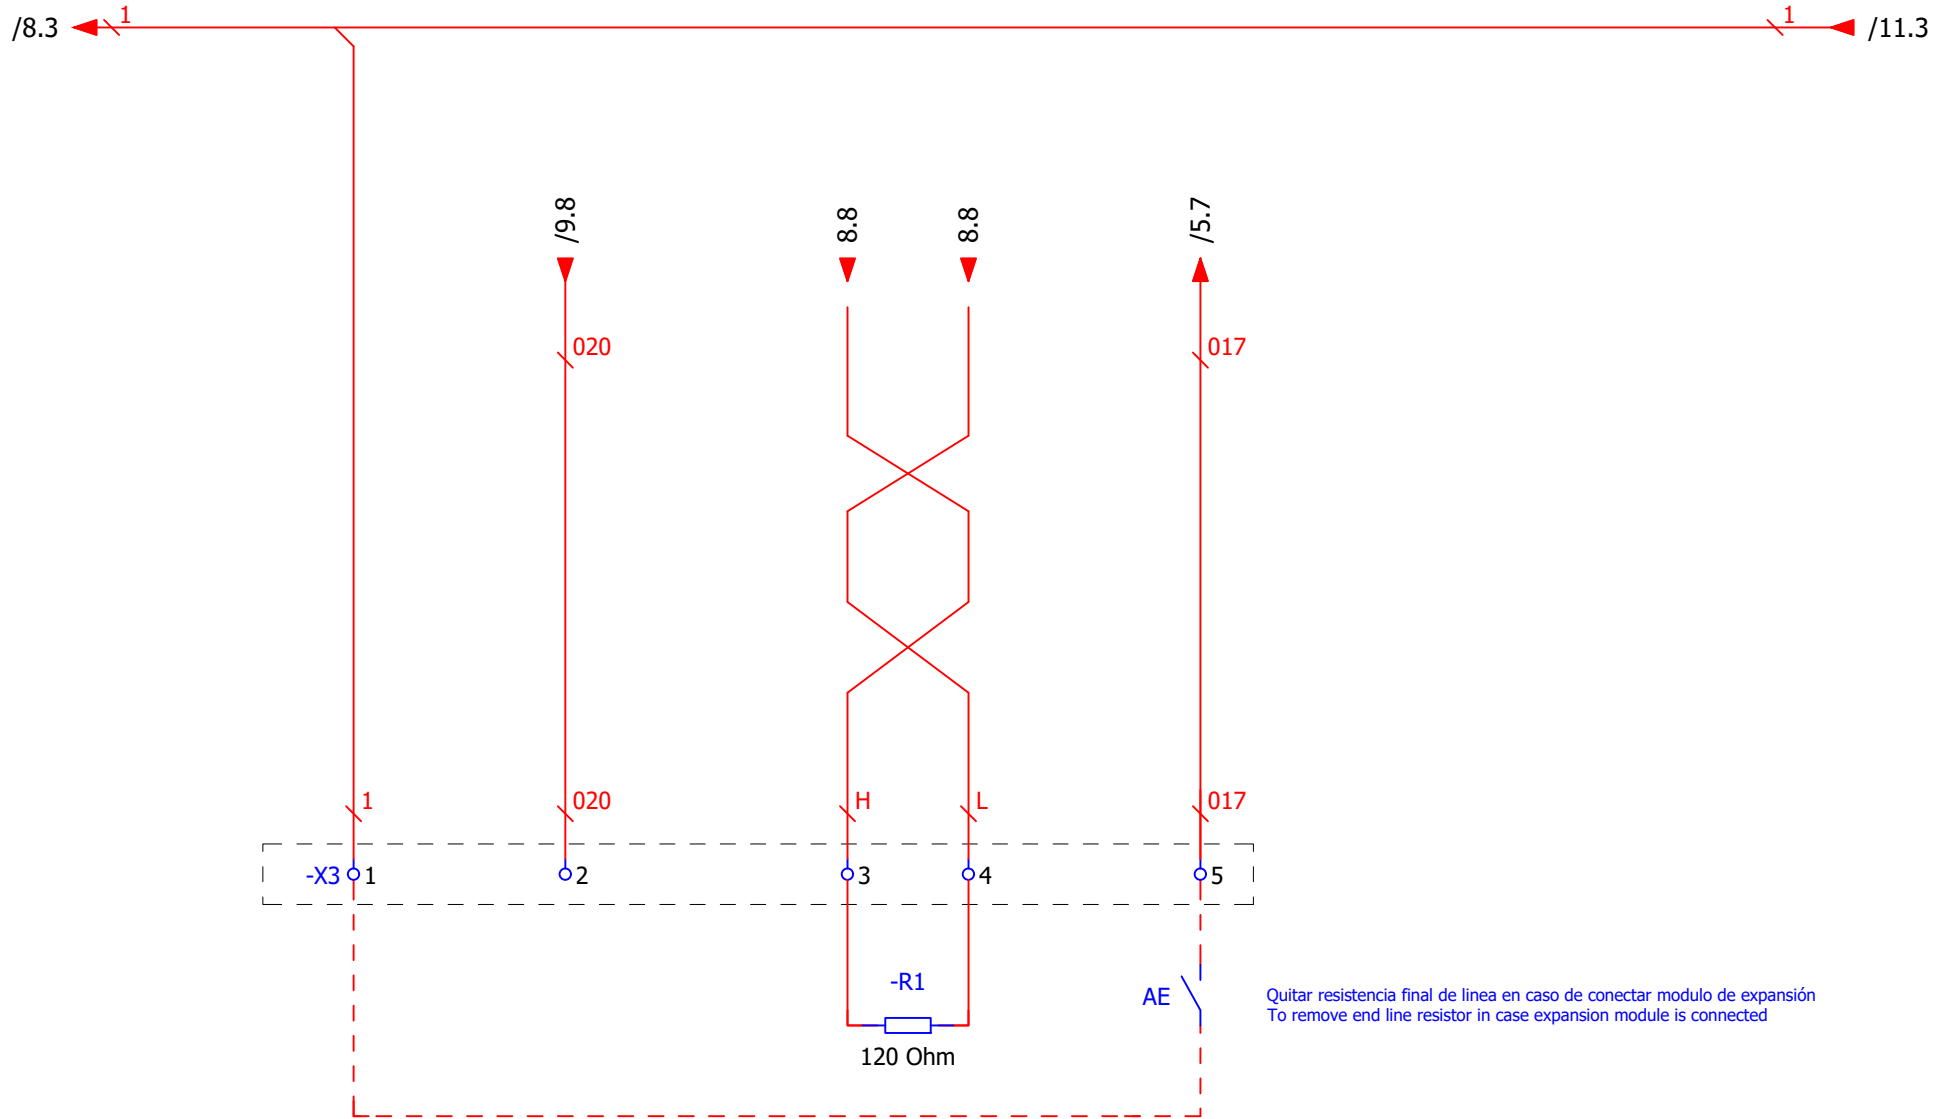 /8.3
1
1
/11.3
/9.8
8.8
8.8
/5.7
020
017
1
020
H
L
017
-X3
1
2
3
4
5
-R1
120 Ohm
AE
Quitar resistencia final de linea en caso de conectar modulo de expansión
To remove end line resistor in case expansion module is connected